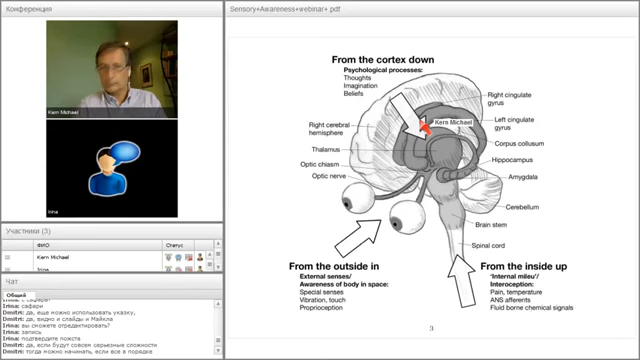 Конференция
Kern Michael
Irina
Участники (3)
ФИО
Статус
Kern Michael
Irina
Чат
Общий
Irina: сафари
Dmitri: да, еще можно использовать указку,
Dmitri: да, видно и слайды и Майкла
Irina: вы сможете отредактировать?
Irina: запись
Irina: подтвердите пожста
Dmitri: да, если будут совсем серьезные сложности
Dmitri: тогда можно начинать, если все в порядке
Sensory+Awareness+webinar+pdf
From the cortex down
Psychological processes:
Thoughts
Imagination
Beliefs
Right cingulate
gyrus
Kern Michael
Left cingulate
gyrus
Right cerebral
hemisphere
Corpus collusum
Thalamus
Hippocampus
Optic chiasm
Amygdala
Optic nerve
Cerebellum
Brain stem
Spinal cord
From the outside in
External senses/
Awareness of body in space:
Special senses
Vibration, touch
Proprioception
From the inside up
'Internal milieu'/
Interoception:
Pain, temperature
ANS afferents
Fluid borne chemical signals
3